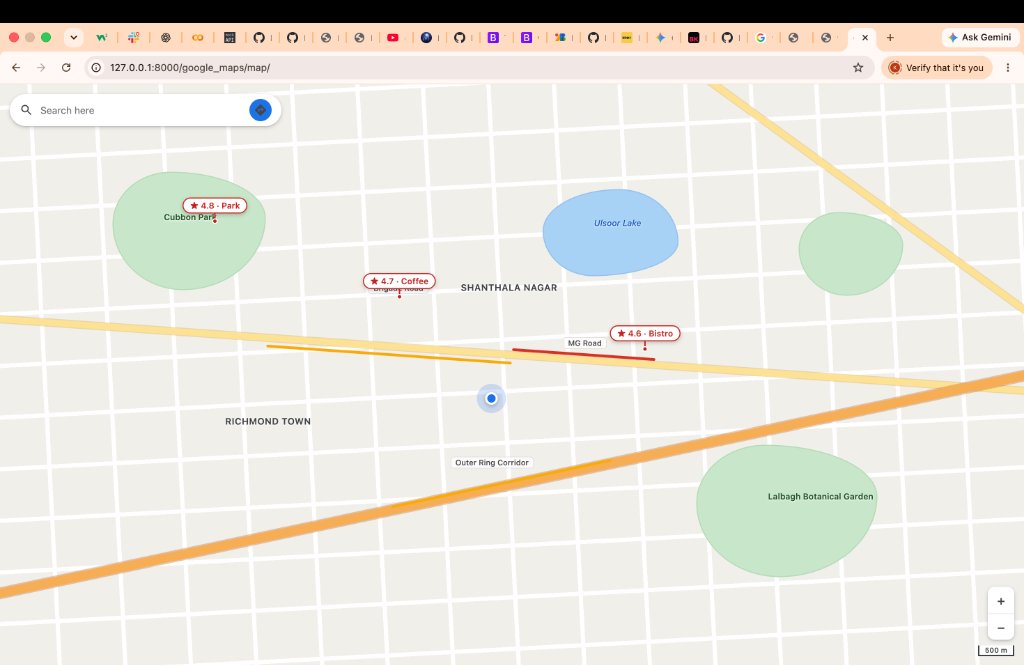 Ask Gemini
127.0.0.1:8000/google_maps/map/
Verify that it's you
Search here
★ 4.8 · Park
Cubbon Park
Ulsoor Lake
★ 4.7 · Coffee
SHANTHALA NAGAR
★ 4.6 · Bistro
MG Road
RICHMOND TOWN
Outer Ring Corridor
Lalbagh Botanical Garden
+
−
500 m